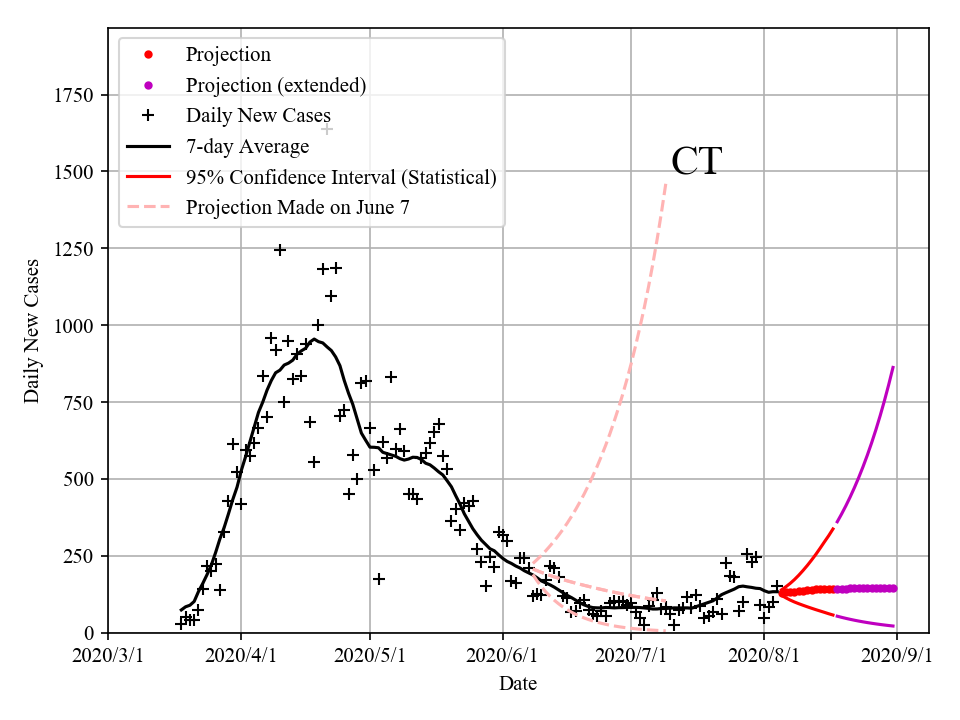 Projection
Projection (extended)
Daily New Cases
7-day Average
95% Confidence Interval (Statistical)
Projection Made on June 7
CT
1750
1500
1250
1000
750
500
250
0
Daily New Cases
2020/3/1 2020/4/1 2020/5/1 2020/6/1 2020/7/1 2020/8/1 2020/9/1
Date